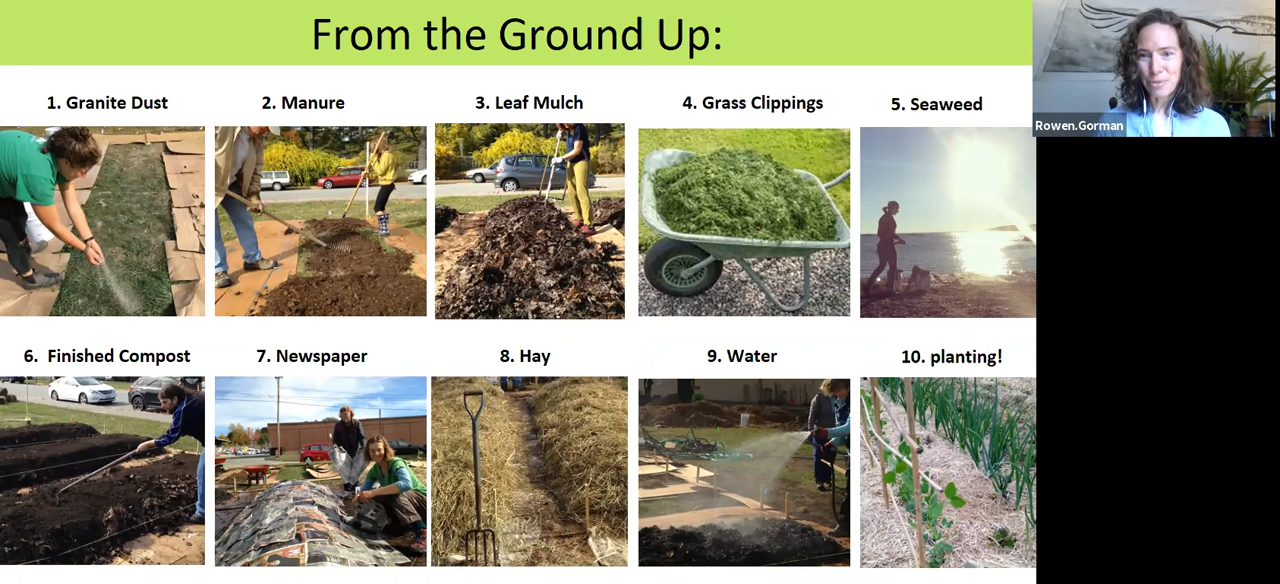 From the Ground Up:
1. Granite Dust
2. Manure
3. Leaf Mulch
4. Grass Clippings
5. Seaweed
Rowen.Gorman
6. Finished Compost
7. Newspaper
8. Hay
9. Water
10. planting!